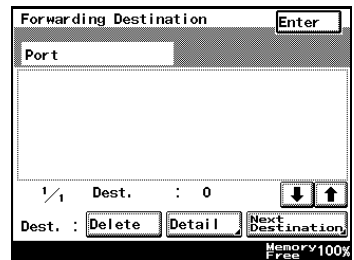 Forwarding Destination Enter
Port
1/1 Dest. : 0
Dest. : Delete Detail Next Destination
Memory Free 100%